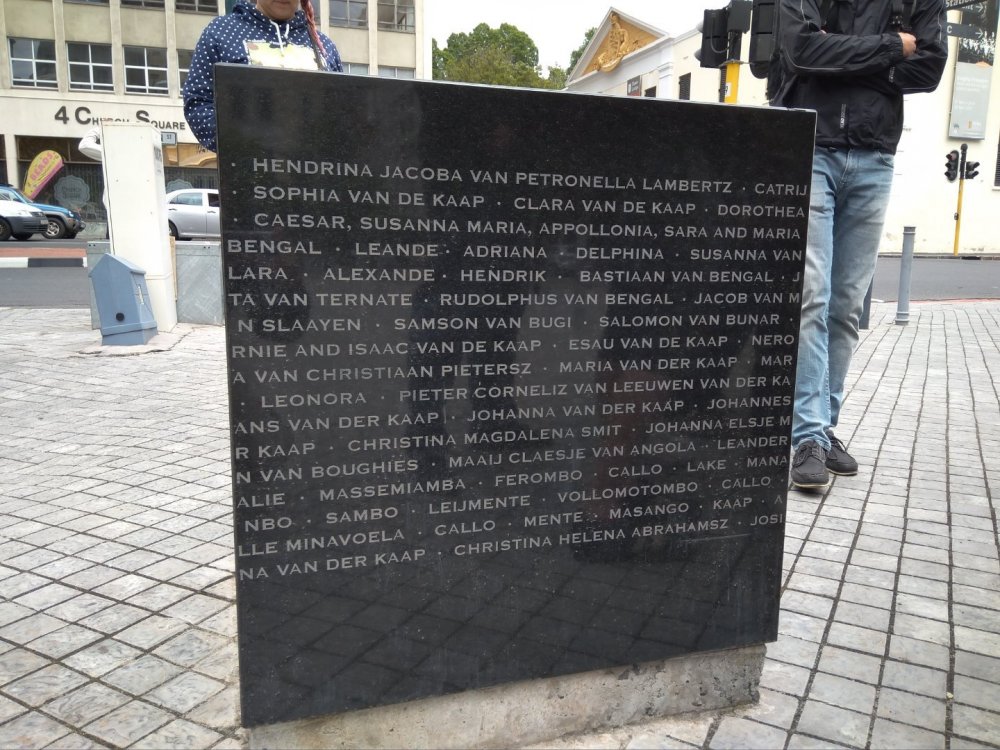 4 CHURCH SQUARE
· HENDRINA JACOBA VAN PETRONELLA LAMBERTZ · CATRIJ
· SOPHIA VAN DE KAAP · CLARA VAN DE KAAP · DOROTHEA
· CAESAR, SUSANNA MARIA, APPOLLONIA, SARA AND MARIA
BENGAL · LEANDE · ADRIANA · DELPHINA · SUSANNA VAN
LARA · ALEXANDE · HENDRIK · BASTIAAN VAN BENGAL · J
TA VAN TERNATE · RUDOLPHUS VAN BENGAL · JACOB VAN M
N SLAAYEN · SAMSON VAN BUGI · SALOMON VAN BUNAR ·
RNIE AND ISAAC VAN DE KAAP · ESAU VAN DE KAAP · NERO
A VAN CHRISTIAAN PIETERSZ · MARIA VAN DER KAAP · MAR
· LEONORA · PIETER CORNELIZ VAN LEEUWEN VAN DER KA
ANS VAN DER KAAP · JOHANNA VAN DER KAAP · JOHANNES
R KAAP · CHRISTINA MAGDALENA SMIT · JOHANNA ELSJE M
N VAN BOUGHIES · MAAIJ CLAESJE VAN ANGOLA · LEANDER
ALIE · MASSEMIAMBA · FEROMBO · CALLO · LAKE · MANA
NBO · SAMBO · LEIJMENTE · VOLLOMOTOMBO · CALLO ·
LLE MINAVOELA · CALLO · MENTE · MASANGO · KAAP · A
NA VAN DER KAAP · CHRISTINA HELENA ABRAHAMSZ · JOSI